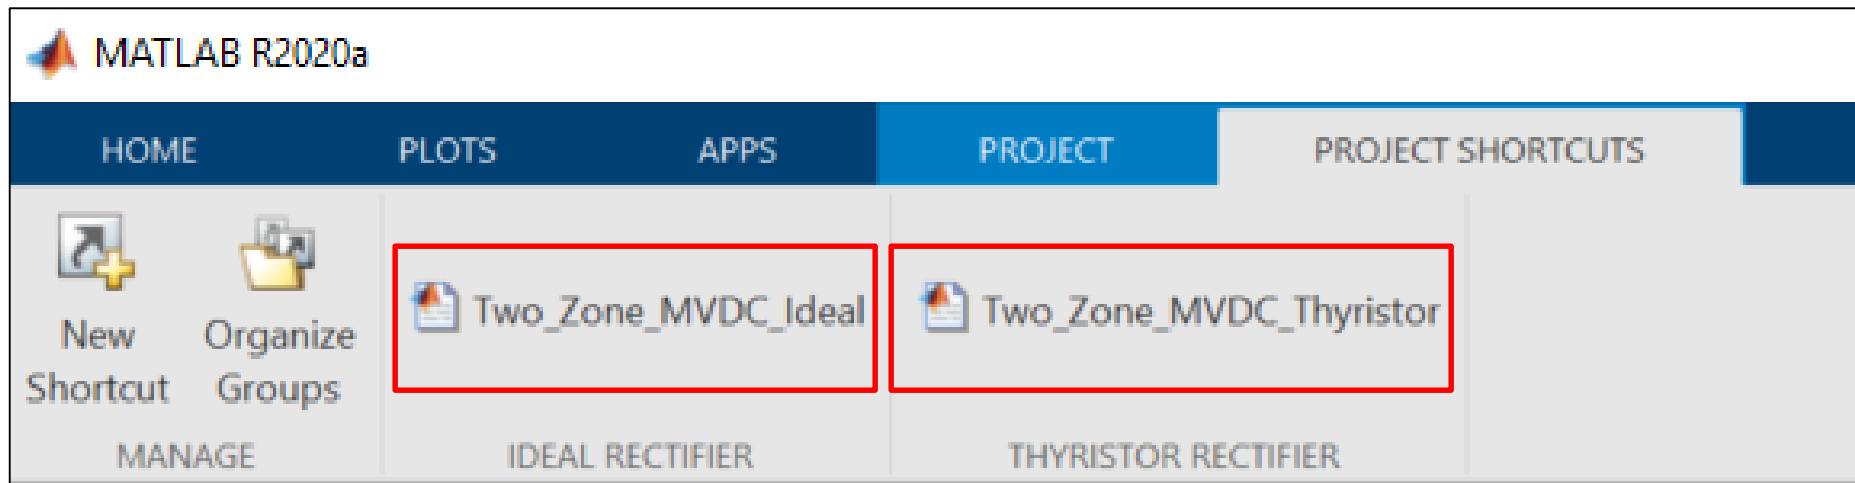 MATLAB R2020a
HOME PLOTS APPS PROJECT PROJECT SHORTCUTS
New
Shortcut
Organize
Groups
Two_Zone_MVDC_Ideal
Two_Zone_MVDC_Thyristor
MANAGE IDEAL RECTIFIER THYRISTOR RECTIFIER